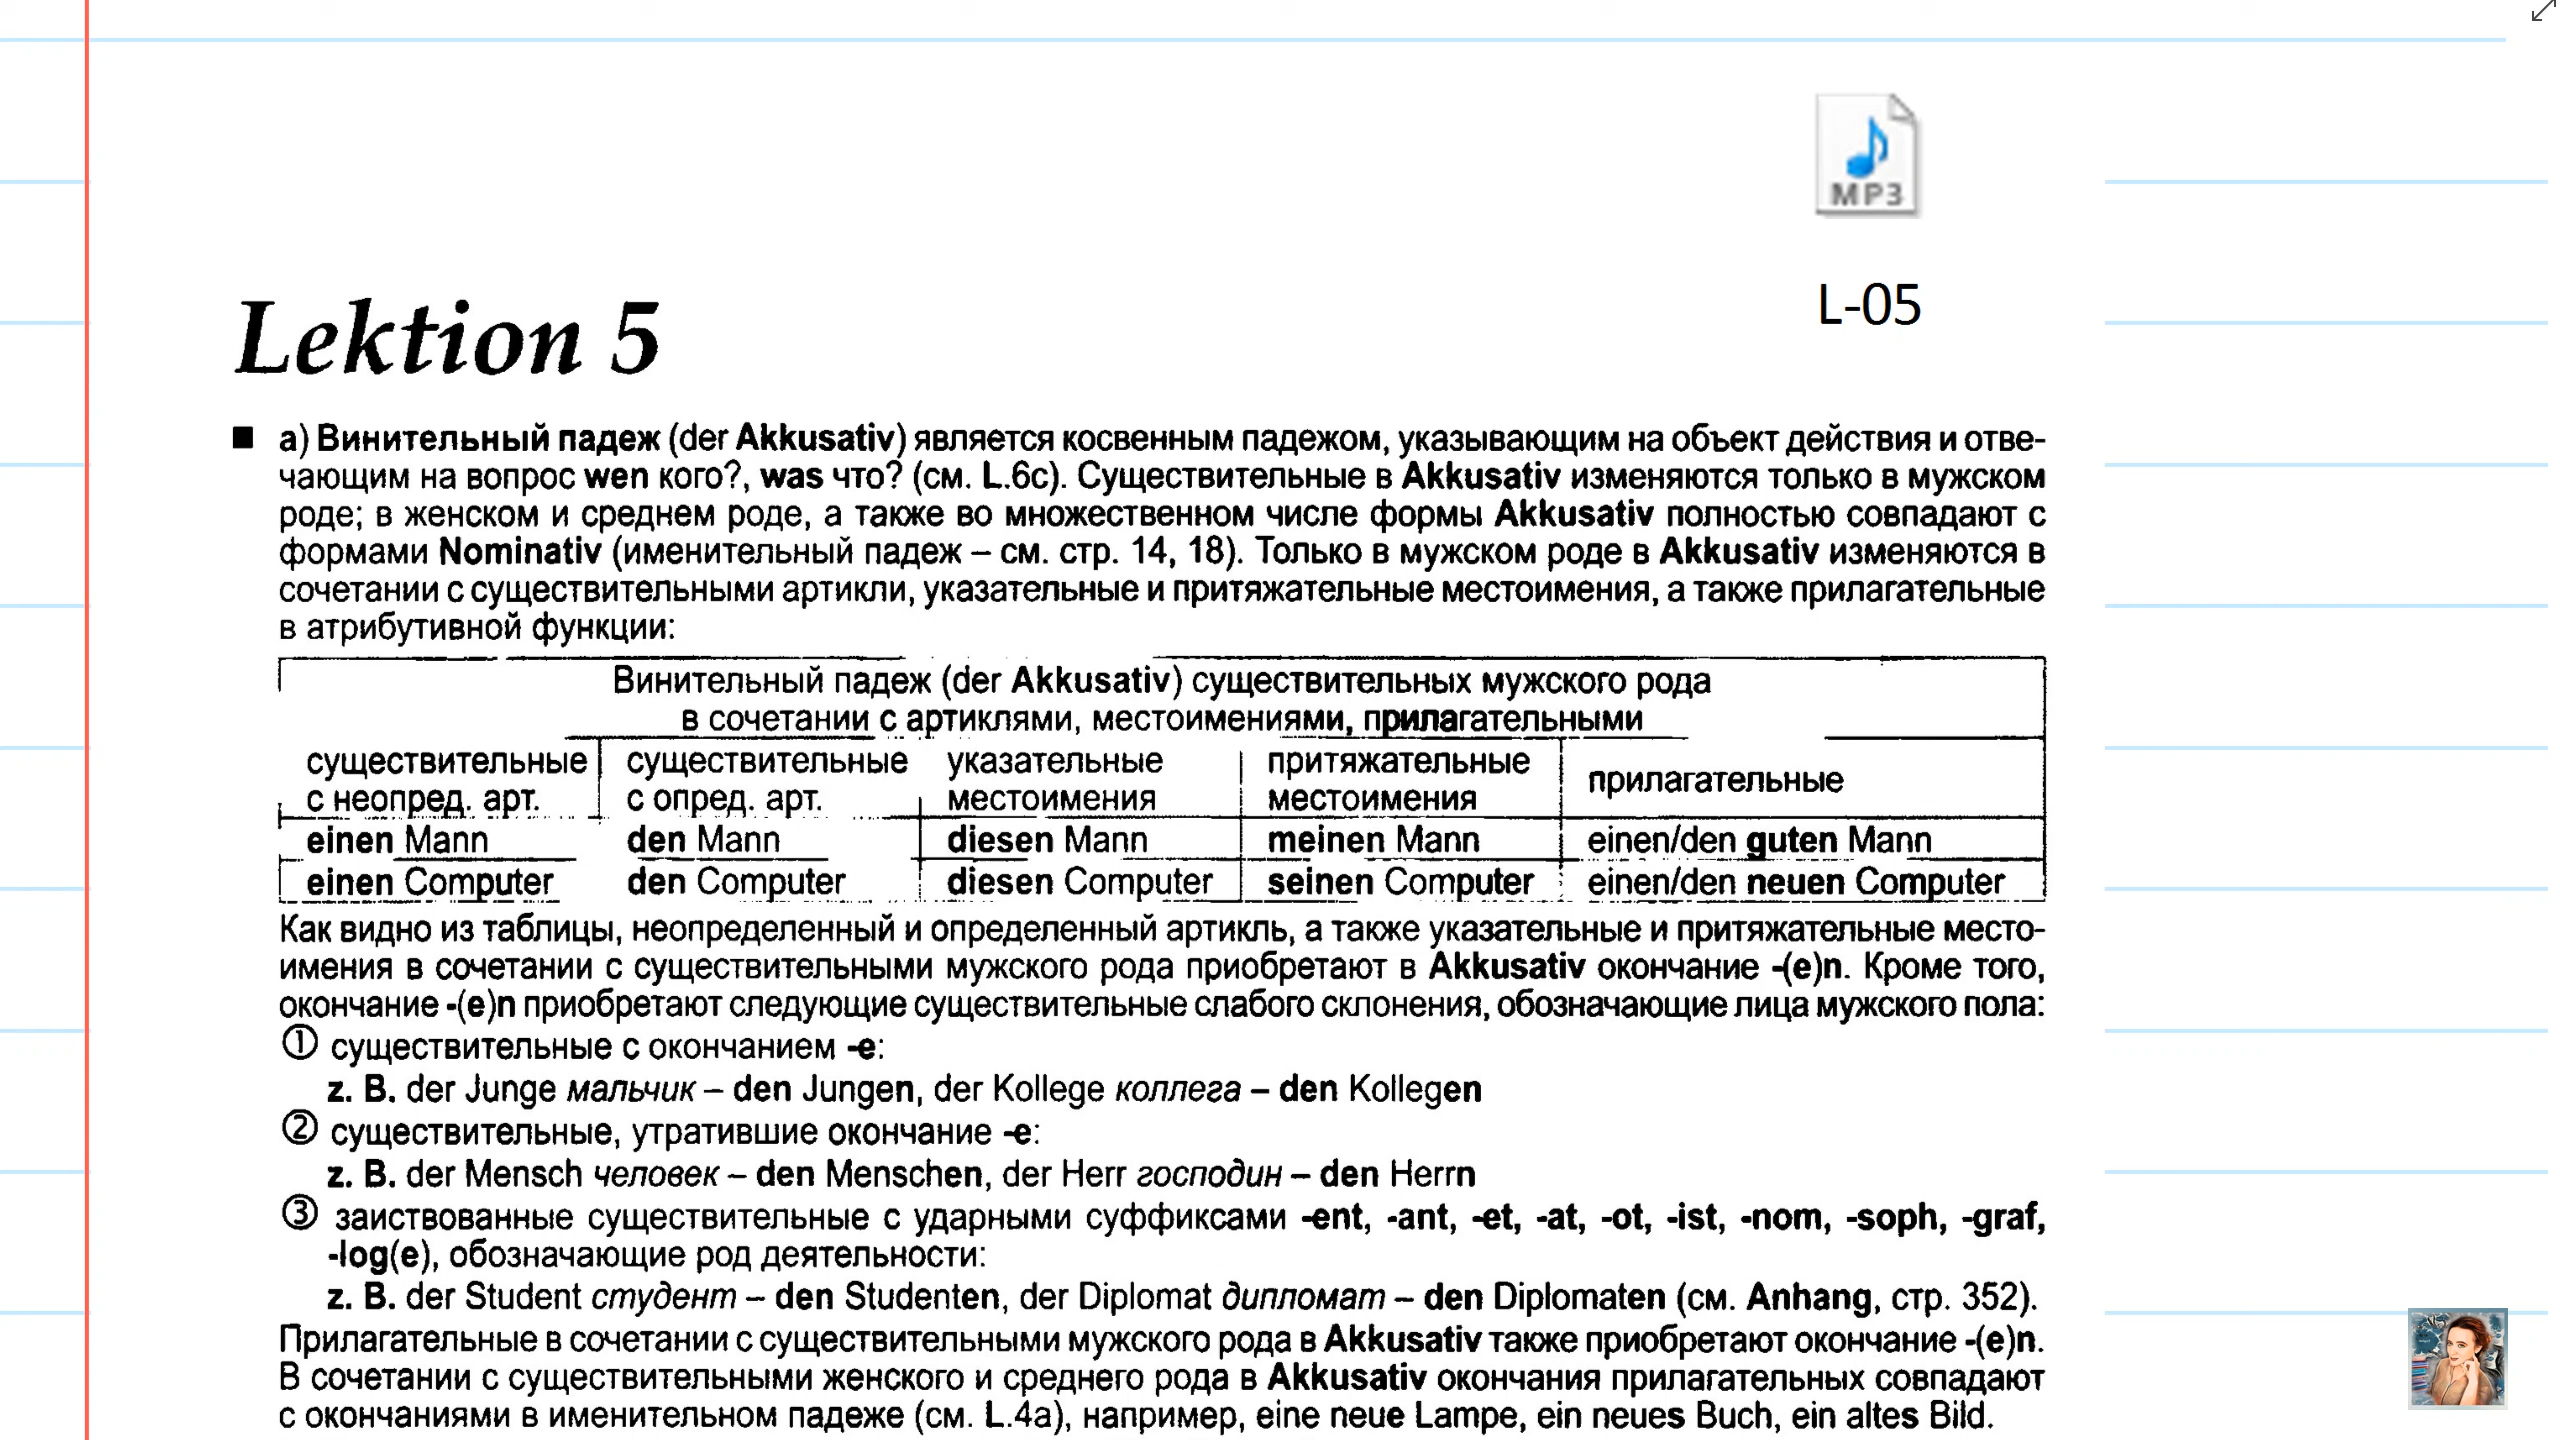 MP3
L-05
Lektion 5
■ a) Винительный падеж (der Akkusativ) является косвенным падежом, указывающим на объект действия и отве-
чающим на вопрос wen кого?, was что? (см. L.6c). Существительные в Akkusativ изменяются только в мужском
роде; в женском и среднем роде, а также во множественном числе формы Akkusativ полностью совпадают с
формами Nominativ (именительный падеж – см. стр. 14, 18). Только в мужском роде в Akkusativ изменяются в
сочетании с существительными артикли, указательные и притяжательные местоимения, а также прилагательные
в атрибутивной функции:
Винительный падеж (der Akkusativ) существительных мужского рода
в сочетании с артиклями, местоимениями, прилагательными
существительные существительные указательные притяжательные прилагательные
с неопред. арт. с опред. арт. местоимения местоимения
einen Mann den Mann diesen Mann meinen Mann einen/den guten Mann
einen Computer den Computer diesen Computer seinen Computer einen/den neuen Computer
Как видно из таблицы, неопределенный и определенный артикль, а также указательные и притяжательные место-
имения в сочетании с существительными мужского рода приобретают в Akkusativ окончание -(e)n. Кроме того,
окончание -(e)n приобретают следующие существительные слабого склонения, обозначающие лица мужского пола:
① существительные с окончанием -e:
z. B. der Junge мальчик – den Jungen, der Kollege коллега – den Kollegen
② существительные, утратившие окончание -e:
z. B. der Mensch человек – den Menschen, der Herr господин – den Herrn
③ заиствованные существительные с ударными суффиксами -ent, -ant, -et, -at, -ot, -ist, -nom, -soph, -graf,
-log(e), обозначающие род деятельности:
z. B. der Student студент – den Studenten, der Diplomat дипломат – den Diplomaten (см. Anhang, стр. 352).
Прилагательные в сочетании с существительными мужского рода в Akkusativ также приобретают окончание -(e)n.
В сочетании с существительными женского и среднего рода в Akkusativ окончания прилагательных совпадают
с окончаниями в именительном падеже (см. L.4a), например, eine neue Lampe, ein neues Buch, ein altes Bild.